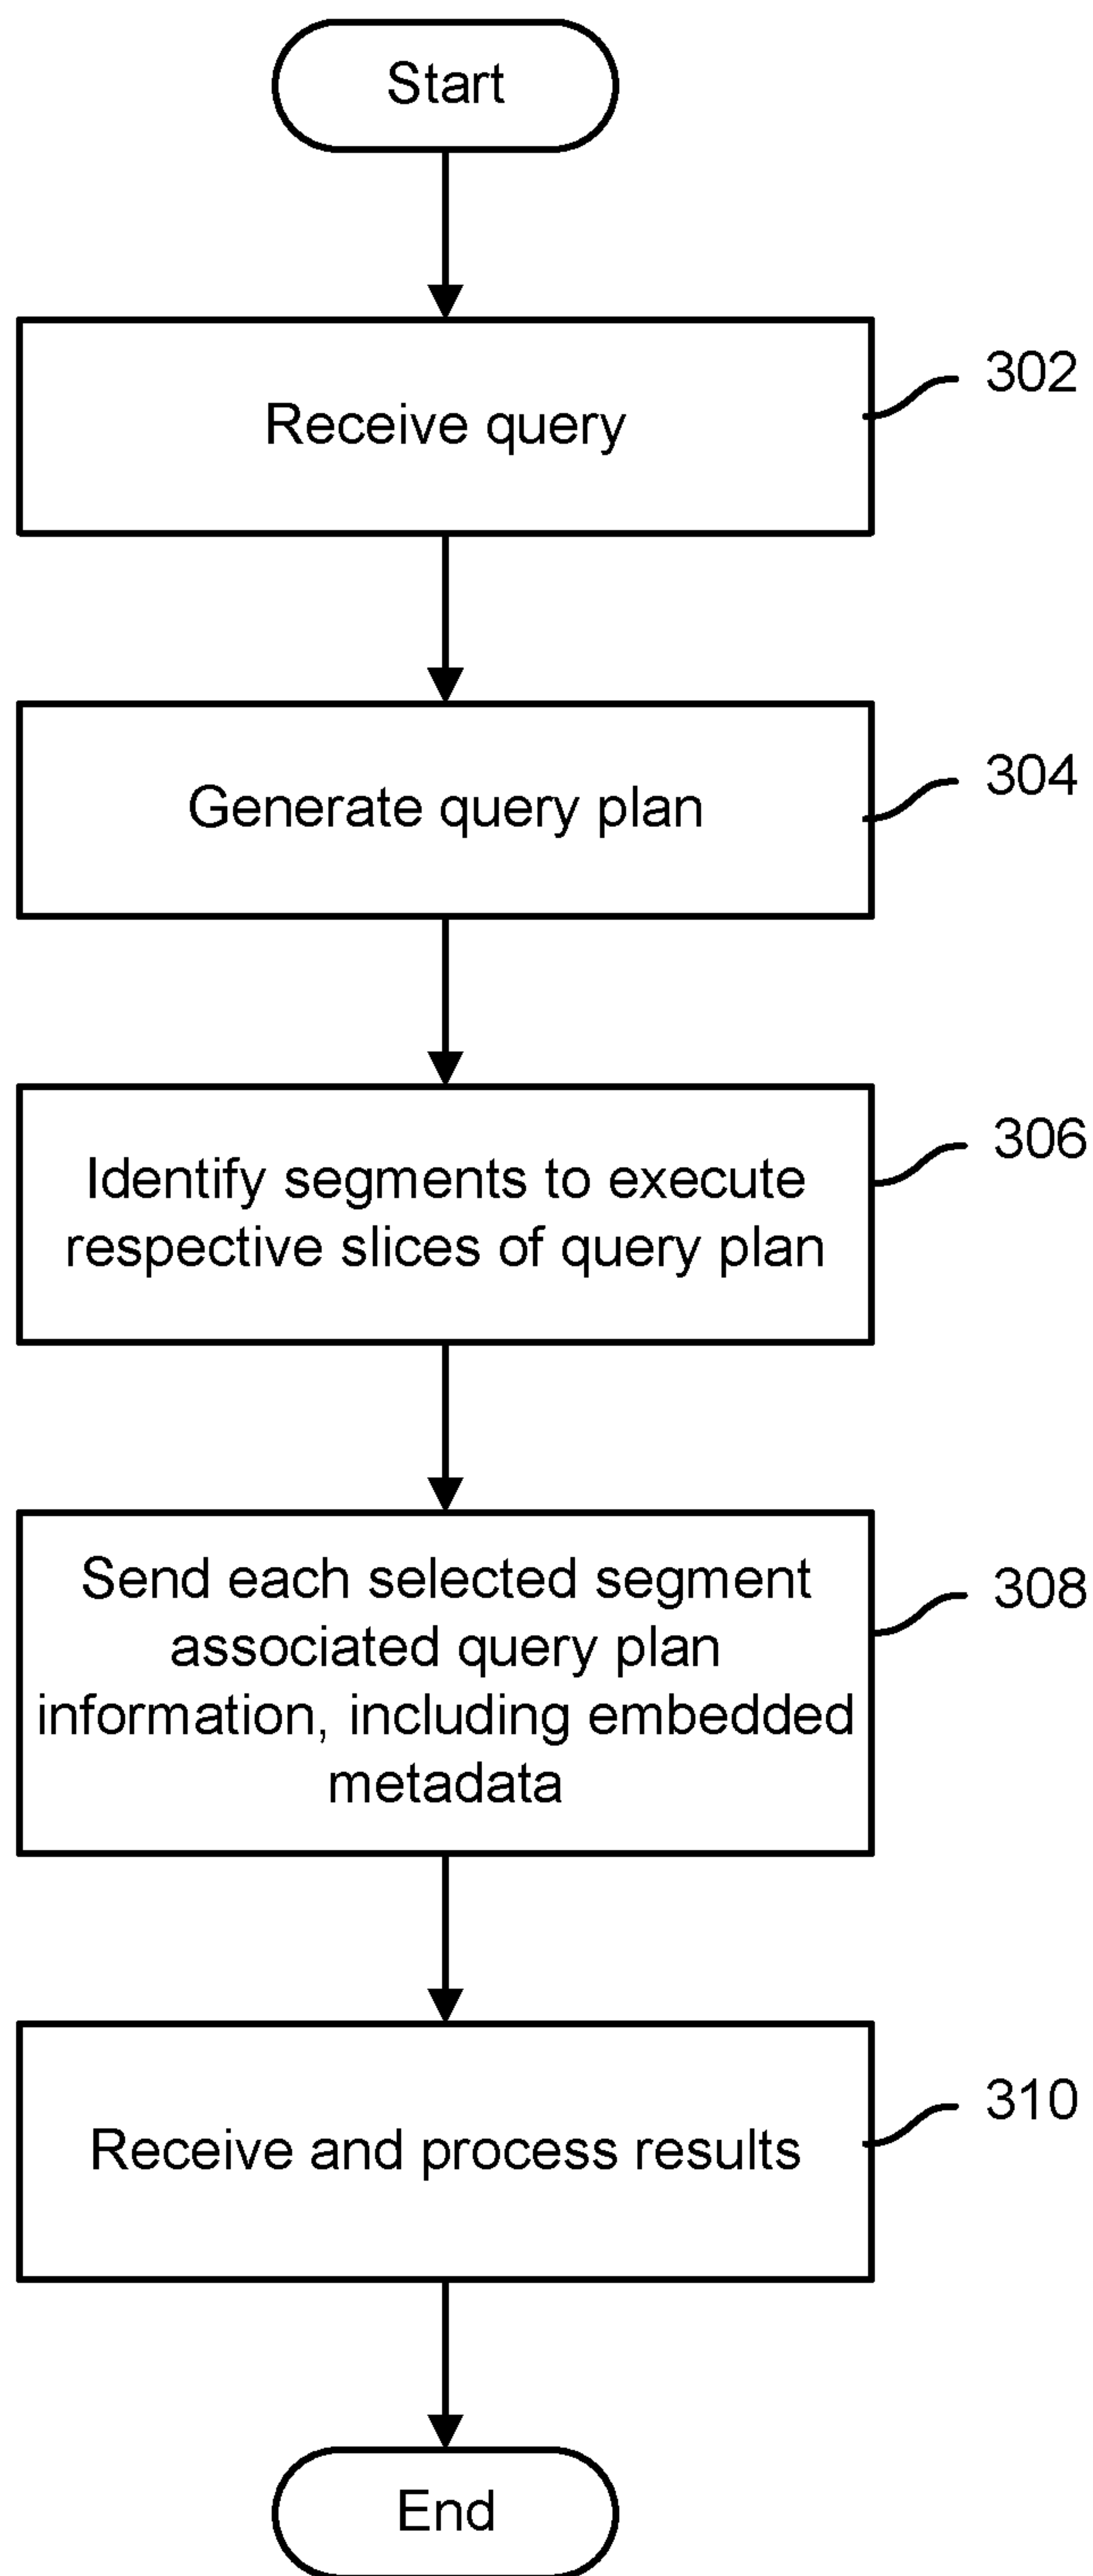 Start
Receive query
302
Generate query plan
304
Identify segments to execute
respective slices of query plan
306
Send each selected segment
associated query plan
information, including embedded
metadata
308
Receive and process results
310
End